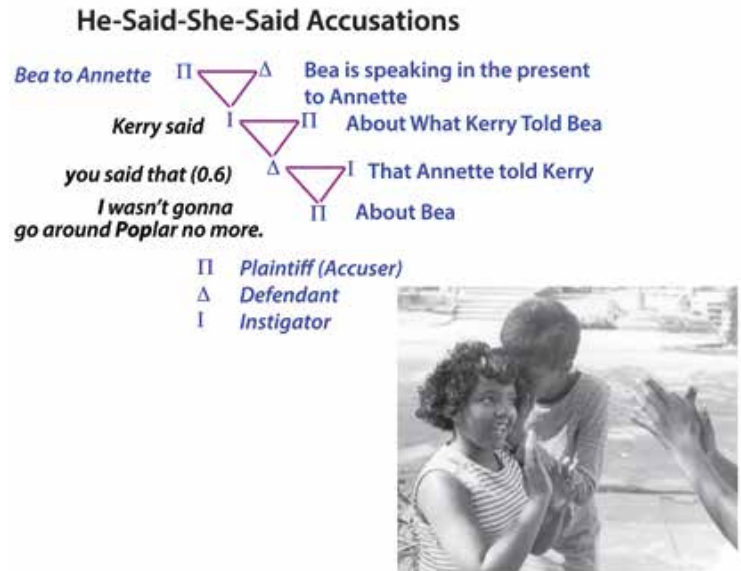 He-Said-She-Said Accusations
Bea to Annette Π Δ Bea is speaking in the present
to Annette
Kerry said Ι Π About What Kerry Told Bea
you said that (0.6) Δ Ι That Annette told Kerry
I wasn't gonna
go around Poplar no more.
Π About Bea
Π Plaintiff (Accuser)
Δ Defendant
Ι Instigator